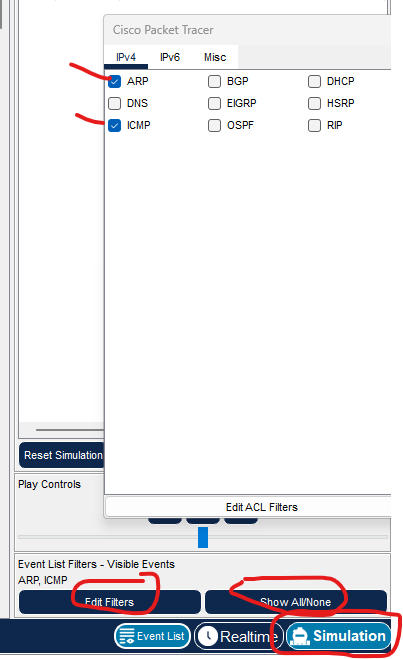 Cisco Packet Tracer
IPv4 IPv6 Misc
ARP BGP DHCP
DNS EIGRP HSRP
ICMP OSPF RIP
Reset Simulation
Play Controls
Edit ACL Filters
Event List Filters - Visible Events
ARP, ICMP
Edit Filters Show All/None
Event List Realtime Simulation